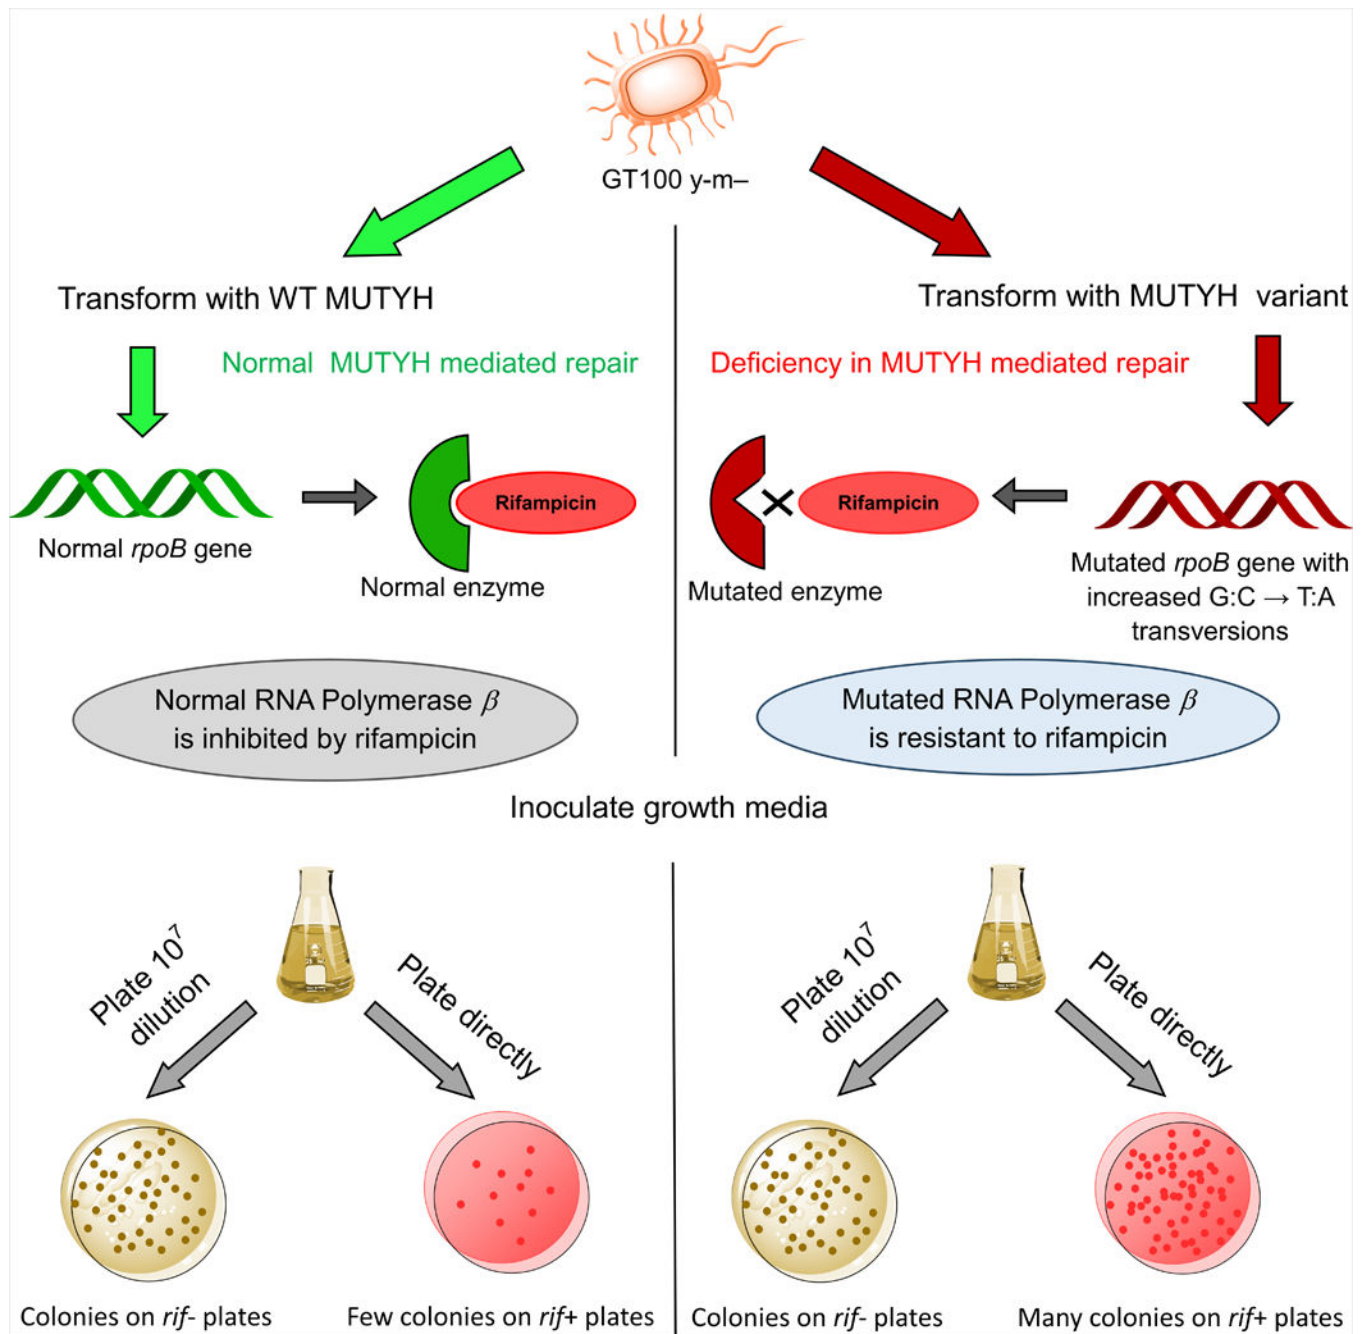 GT100 y-m–
Transform with WT MUTYH
Transform with MUTYH variant
Normal MUTYH mediated repair
Deficiency in MUTYH mediated repair
Rifampicin
Rifampicin
Normal rpoB gene
Normal enzyme
Mutated enzyme
Mutated rpoB gene with
increased G:C → T:A
transversions
Normal RNA Polymerase β
is inhibited by rifampicin
Mutated RNA Polymerase β
is resistant to rifampicin
Inoculate growth media
Plate 10⁷
dilution
Plate directly
Plate 10⁷
dilution
Plate directly
Colonies on rif- plates
Few colonies on rif+ plates
Colonies on rif- plates
Many colonies on rif+ plates